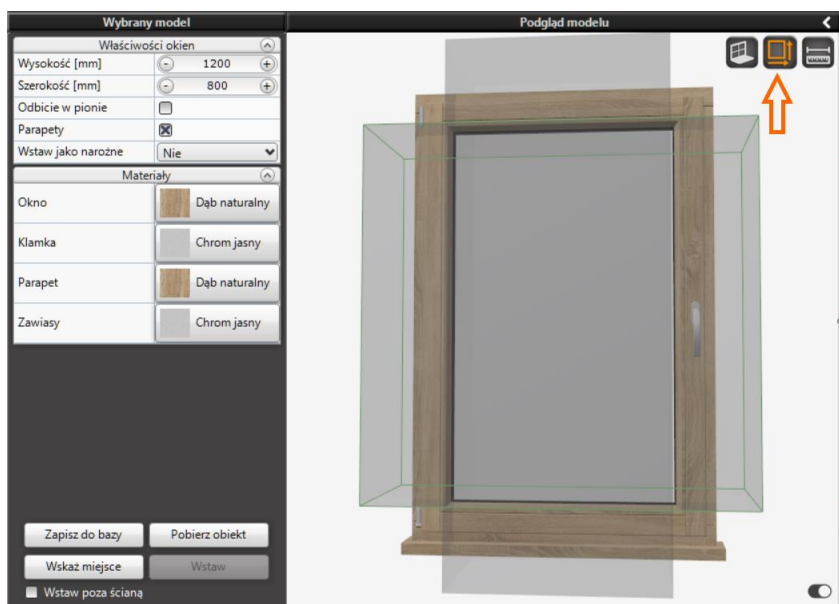 Wybrany model
Podgląd modelu
Właściwości okien
Wysokość [mm] - 1200 +
Szerokość [mm] - 800 +
Odbicie w pionie
Parapety
Wstaw jako narożne Nie
Materiały
Okno Dąb naturalny
Klamka Chrom jasny
Parapet Dąb naturalny
Zawiasy Chrom jasny
Zapisz do bazy Pobierz obiekt
Wskaż miejsce Wstaw
Wstaw poza ścianą